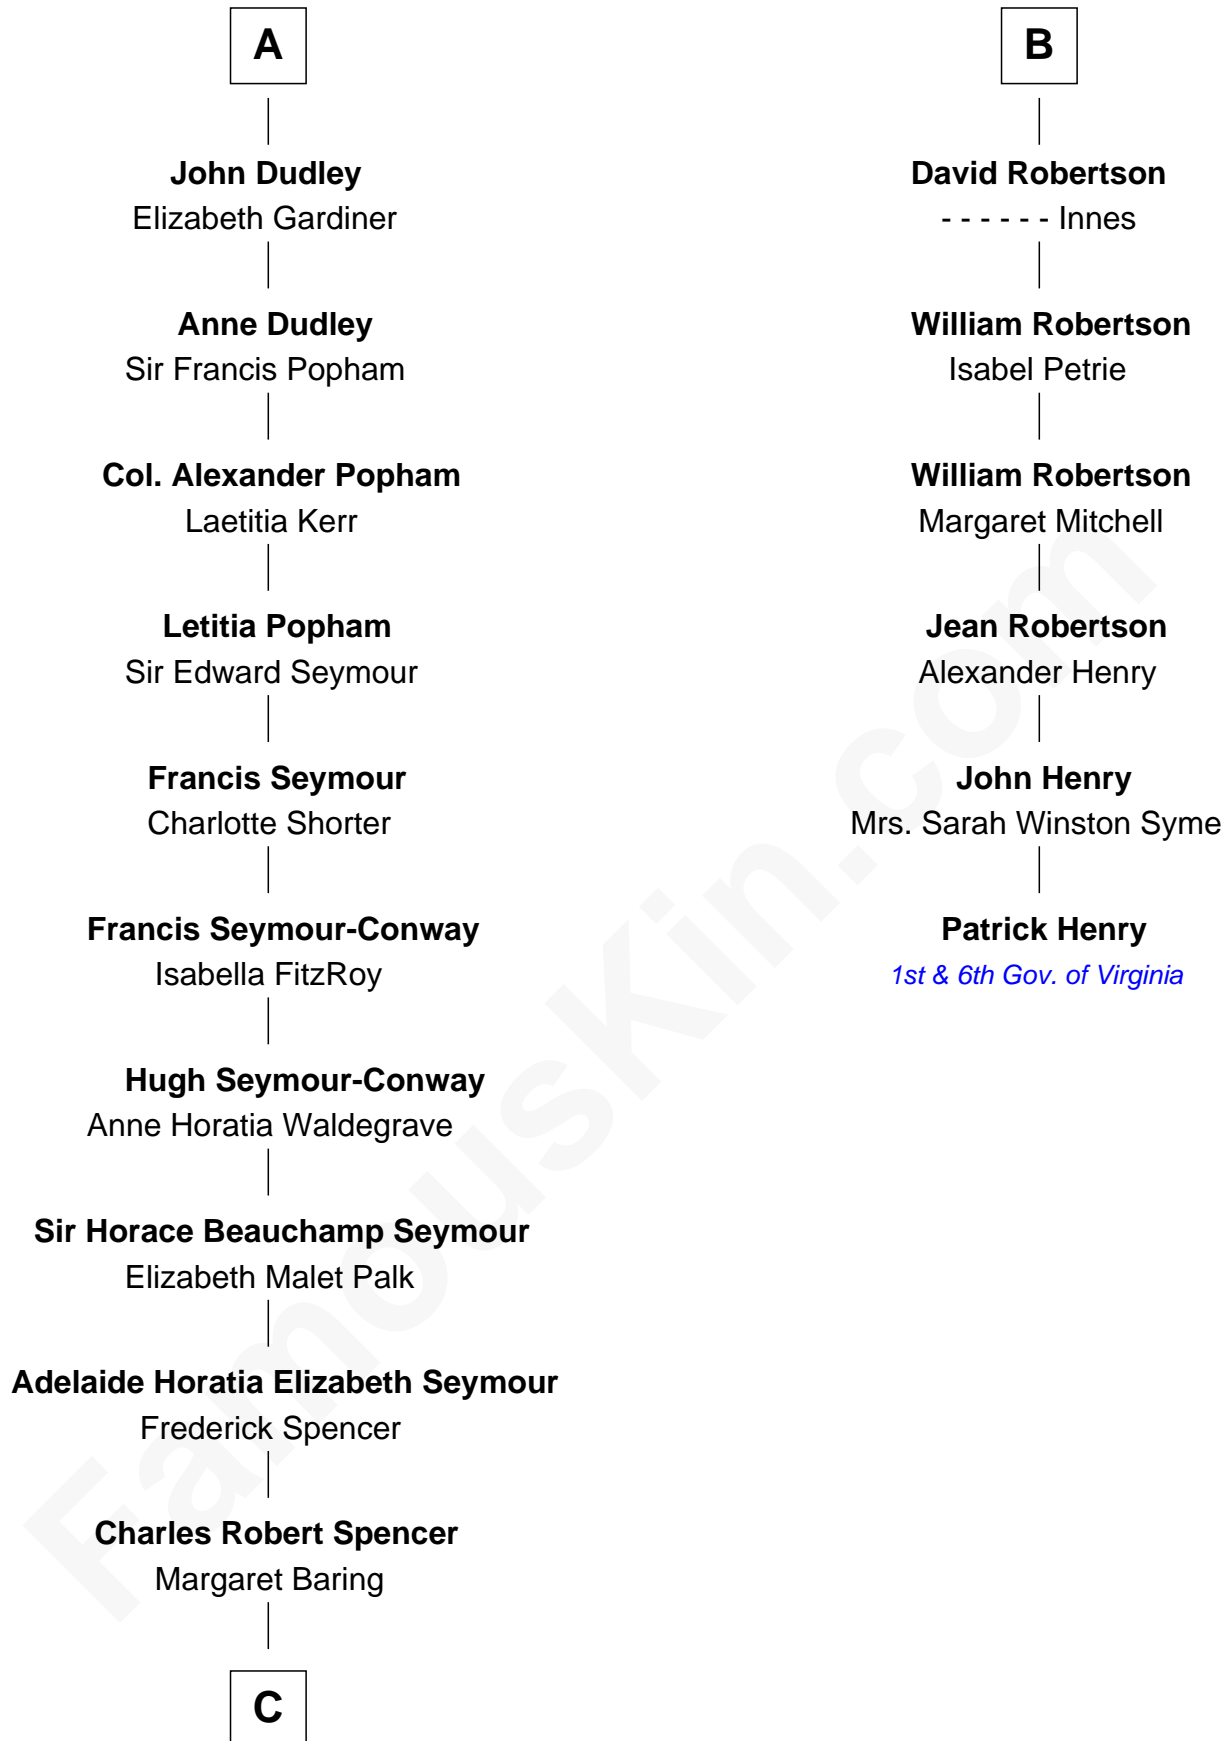 A
John Dudley
Elizabeth Gardiner
Anne Dudley
Sir Francis Popham
Col. Alexander Popham
Laetitia Kerr
Letitia Popham
Sir Edward Seymour
Francis Seymour
Charlotte Shorter
Francis Seymour-Conway
Isabella FitzRoy
Hugh Seymour-Conway
Anne Horatia Waldegrave
Sir Horace Beauchamp Seymour
Elizabeth Malet Palk
Adelaide Horatia Elizabeth Seymour
Frederick Spencer
Charles Robert Spencer
Margaret Baring
C
B
David Robertson
- - - - - - Innes
William Robertson
Isabel Petrie
William Robertson
Margaret Mitchell
Jean Robertson
Alexander Henry
John Henry
Mrs. Sarah Winston Syme
Patrick Henry
1st & 6th Gov. of Virginia
FamousKin.com